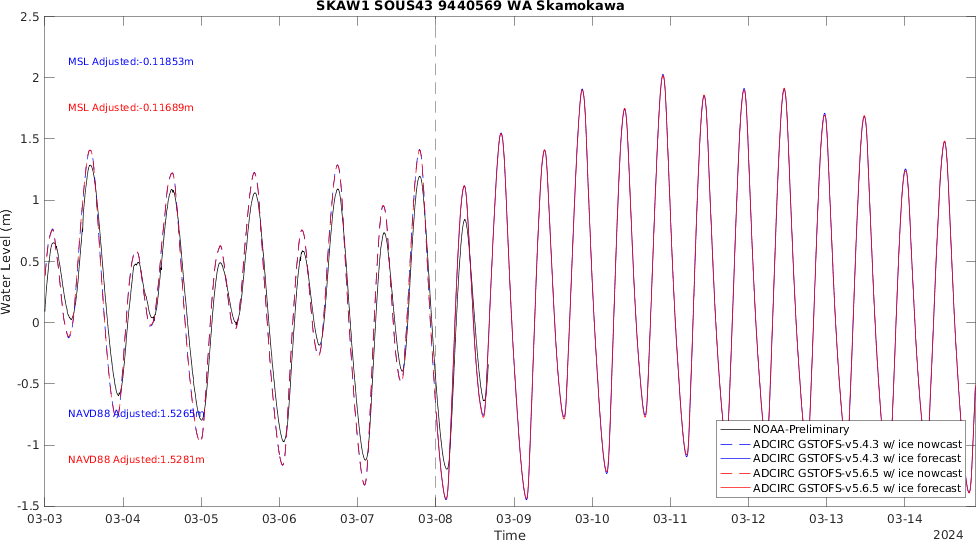 SKAW1 SOUS43 9440569 WA Skamokawa
2.5
2
1.5
1
0.5
0
-0.5
-1
-1.5
Water Level (m)
MSL Adjusted:-0.11853m
MSL Adjusted:-0.11689m
NAVD88 Adjusted:1.5265m
NAVD88 Adjusted:1.5281m
NOAA-Preliminary
ADCIRC GSTOFS-v5.4.3 w/ ice nowcast
ADCIRC GSTOFS-v5.4.3 w/ ice forecast
ADCIRC GSTOFS-v5.6.5 w/ ice nowcast
ADCIRC GSTOFS-v5.6.5 w/ ice forecast
03-03 03-04 03-05 03-06 03-07 03-08 03-09 03-10 03-11 03-12 03-13 03-14
Time
2024